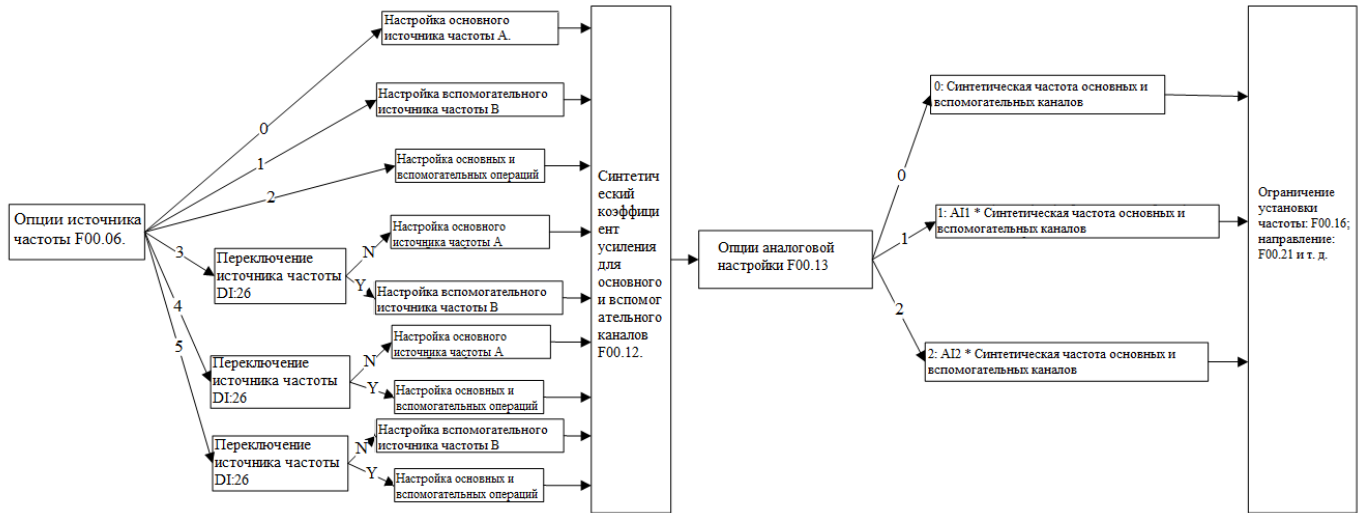 Опции источника
частоты F00.06.
0
1
2
3
4
5
Настройка основного
источника частоты A.
Настройка вспомогательного
источника частоты B
Настройка основных и
вспомогательных операций
Переключение
источника частоты
DI:26
N
Y
Настройка основного
источника частоты A
Настройка вспомогательного
источника частоты B
Переключение
источника частоты
DI:26
N
Y
Настройка основного
источника частоты A
Настройка основных и
вспомогательных операций
Переключение
источника частоты
DI:26
N
Y
Настройка вспомогательного
источника частоты B
Настройка основных и
вспомогательных операций
Синтетич
еский
коэффици
ент
усиления
для
основного
и вспомог
ательного
каналов
F00.12.
Опции аналоговой
настройки F00.13
0
1
2
0: Синтетическая частота основных и
вспомогательных каналов
1: AI1 * Синтетическая частота основных и
вспомогательных каналов
2: AI2 * Синтетическая частота основных и
вспомогательных каналов
Ограничение
установки
частоты: F00.16;
направление:
F00.21 и т. д.